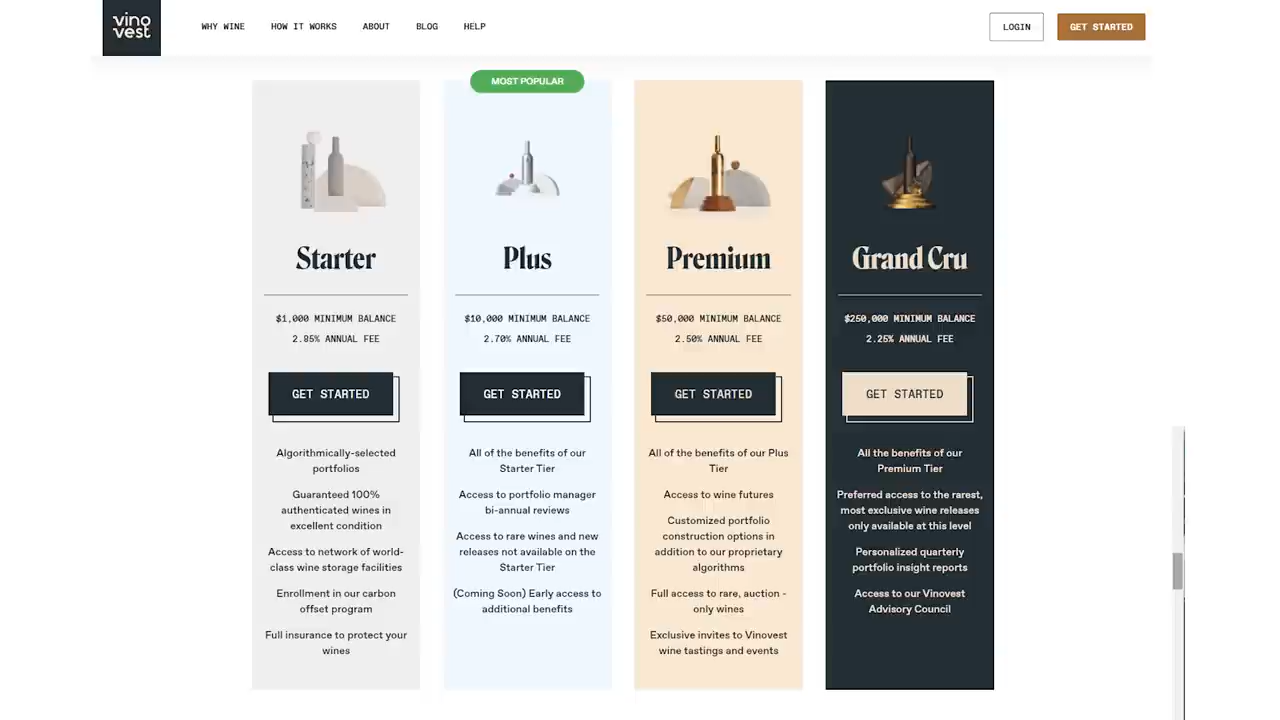 vino
vest
WHY WINE
HOW IT WORKS
ABOUT
BLOG
HELP
LOGIN
GET STARTED
Starter
$1,000 MINIMUM BALANCE
2.85% ANNUAL FEE
GET STARTED
Algorithmically-selected
portfolios
Guaranteed 100%
authenticated wines in
excellent condition
Access to network of world-
class wine storage facilities
Enrollment in our carbon
offset program
Full insurance to protect your
wines
MOST POPULAR
Plus
$10,000 MINIMUM BALANCE
2.70% ANNUAL FEE
GET STARTED
All of the benefits of our
Starter Tier
Access to portfolio manager
bi-annual reviews
Access to rare wines and new
releases not available on the
Starter Tier
(Coming Soon) Early access to
additional benefits
Premium
$50,000 MINIMUM BALANCE
2.50% ANNUAL FEE
GET STARTED
All of the benefits of our Plus
Tier
Access to wine futures
Customized portfolio
construction options in
addition to our proprietary
algorithms
Full access to rare, auction -
only wines
Exclusive invites to Vinovest
wine tastings and events
Grand Cru
$250,000 MINIMUM BALANCE
2.25% ANNUAL FEE
GET STARTED
All the benefits of our
Premium Tier
Preferred access to the rarest,
most exclusive wine releases
only available at this level
Personalized quarterly
portfolio insight reports
Access to our Vinovest
Advisory Council